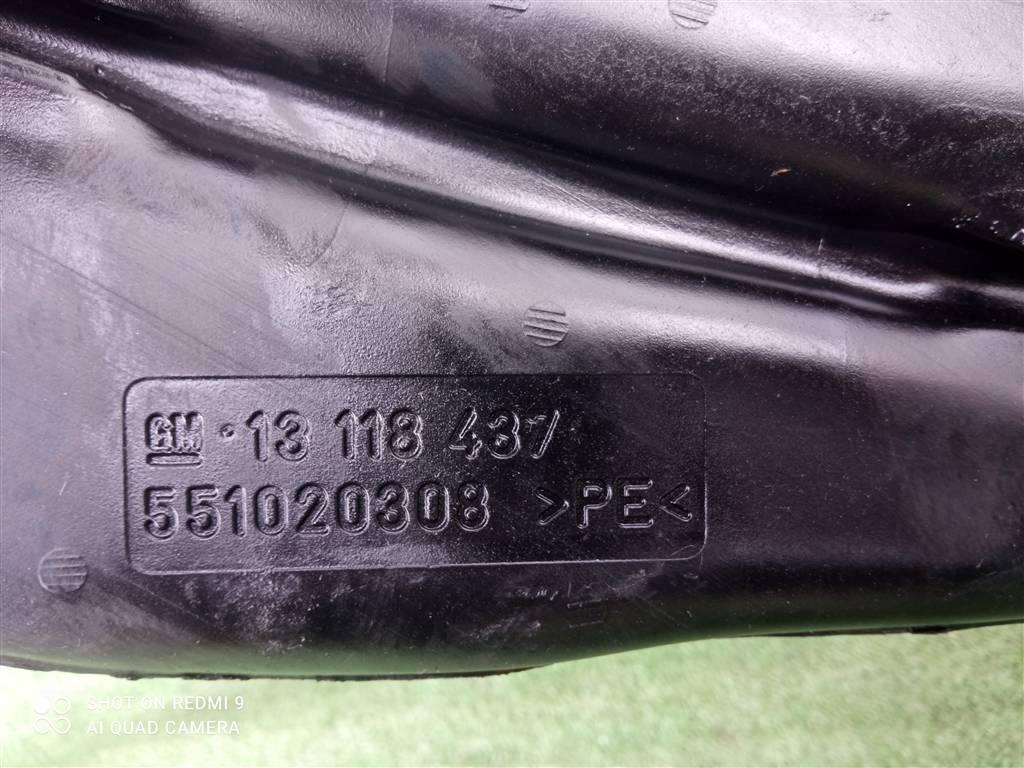 GM · 13 118 437
551020308 >PE<
SHOT ON REDMI 9
AI QUAD CAMERA